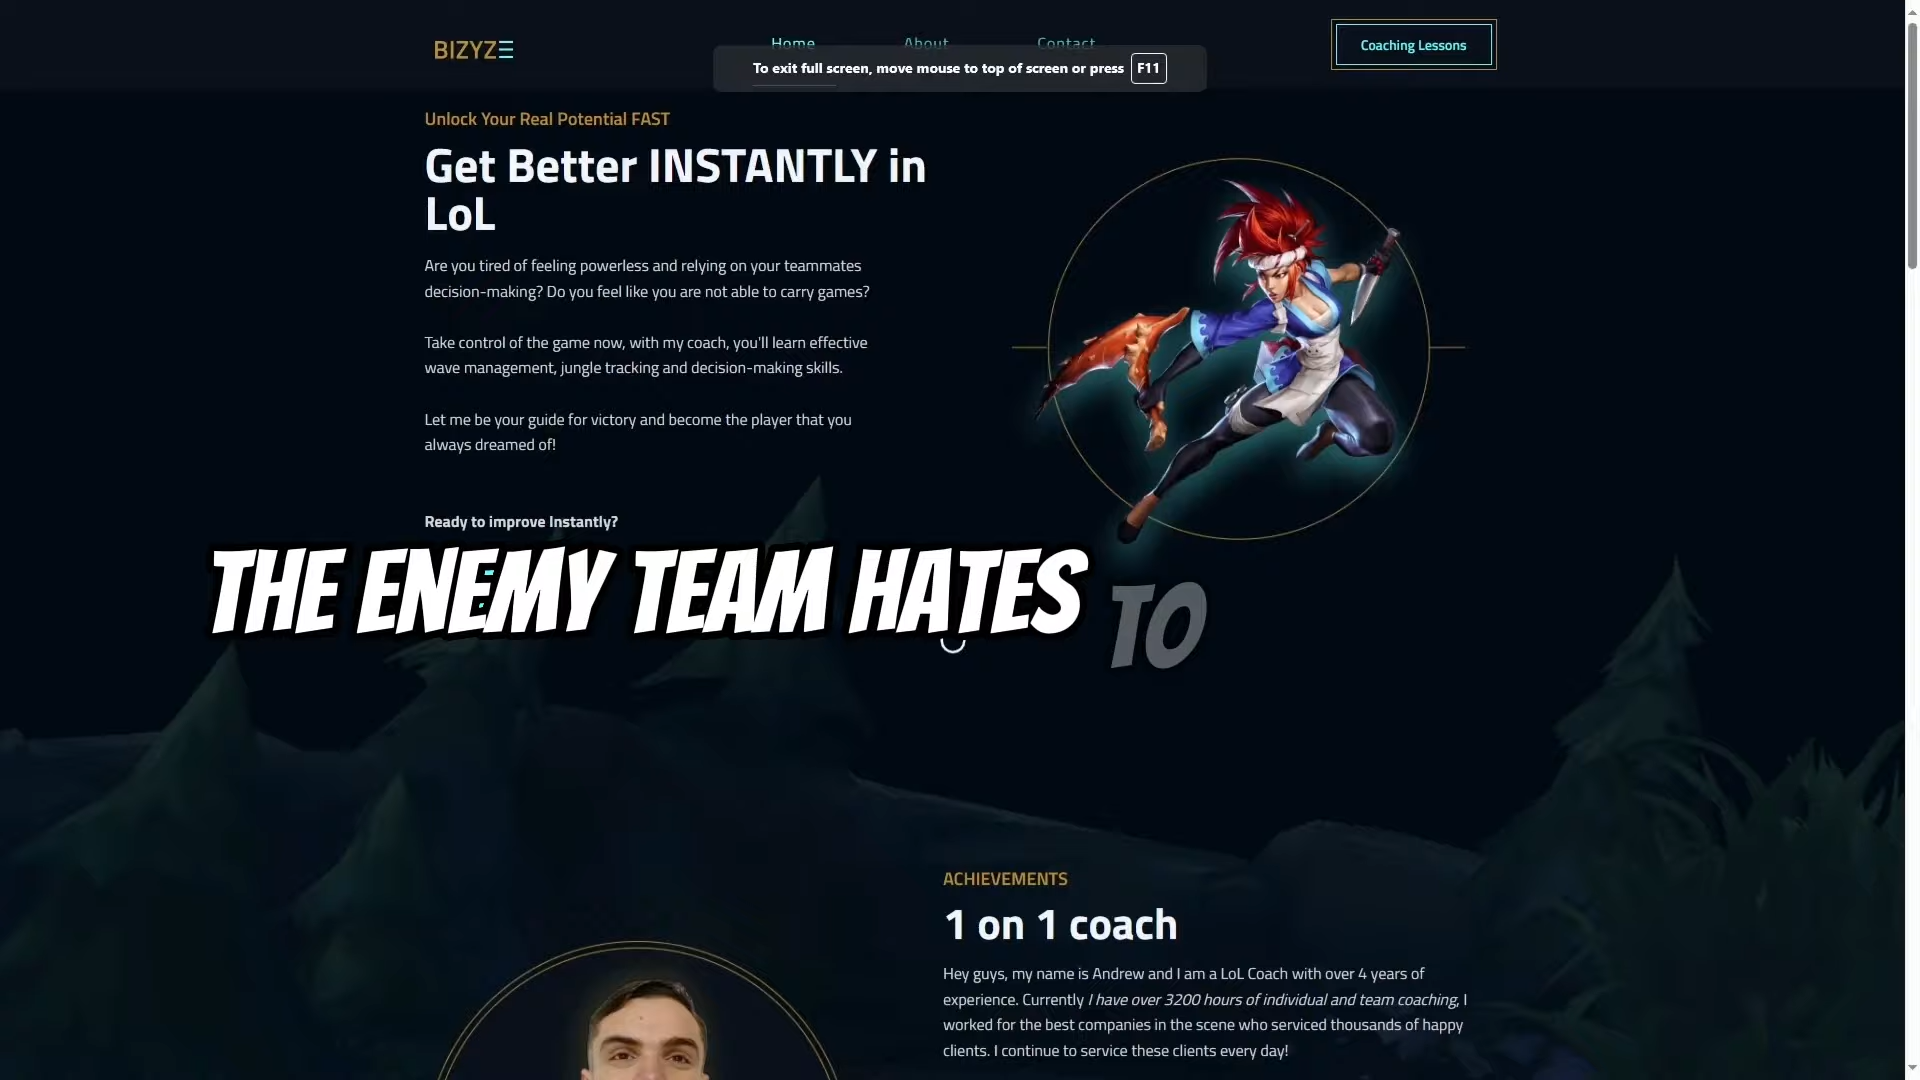 BIZYZE
Home
About
Contact
Coaching Lessons
To exit full screen, move mouse to top of screen or press F11
Unlock Your Real Potential FAST
Get Better INSTANTLY in
LoL
Are you tired of feeling powerless and relying on your teammates
decision-making? Do you feel like you are not able to carry games?
Take control of the game now, with my coach, you'll learn effective
wave management, jungle tracking and decision-making skills.
Let me be your guide for victory and become the player that you
always dreamed of!
Ready to improve Instantly?
THE ENEMY TEAM HATES TO
ACHIEVEMENTS
1 on 1 coach
Hey guys, my name is Andrew and I am a LoL Coach with over 4 years of
experience. Currently I have over 3200 hours of individual and team coaching, I
worked for the best companies in the scene who serviced thousands of happy
clients. I continue to service these clients every day!